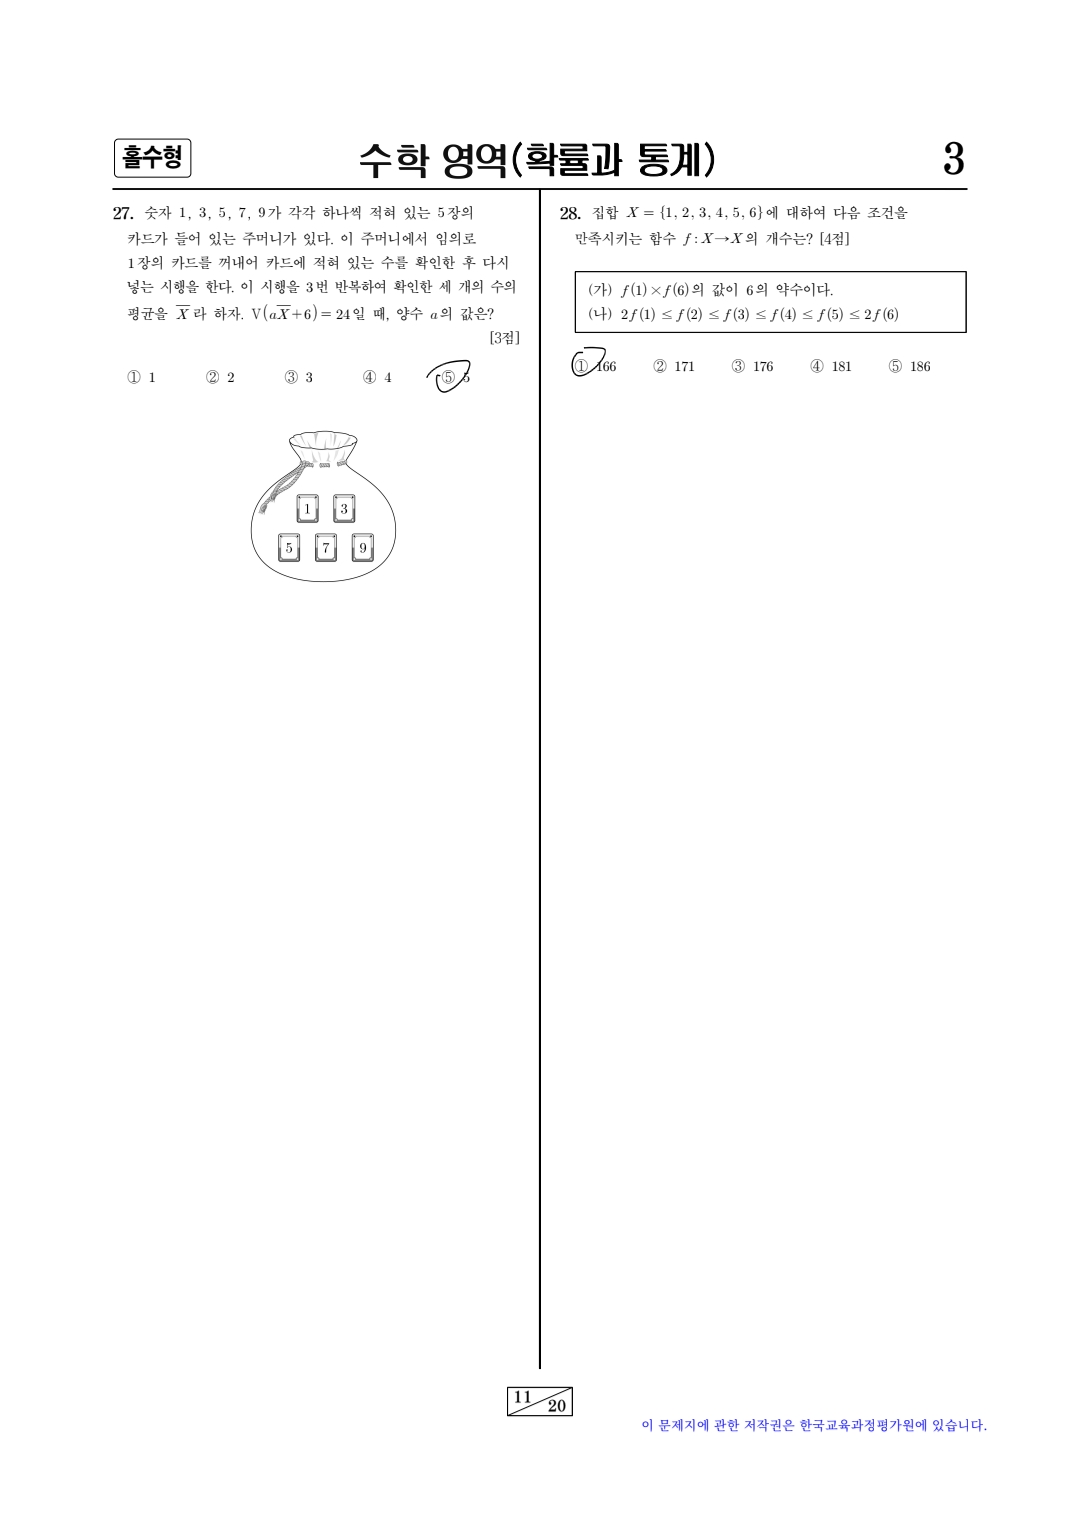 홀수형
수학 영역(확률과 통계)
3
27. 숫자 1, 3, 5, 7, 9가 각각 하나씩 적혀 있는 5장의
카드가 들어 있는 주머니가 있다. 이 주머니에서 임의로
1장의 카드를 꺼내어 카드에 적혀 있는 수를 확인한 후 다시
넣는 시행을 한다. 이 시행을 3번 반복하여 확인한 세 개의 수의
평균을 X̅라 하자. V(aX̅+6)=24일 때, 양수 a의 값은?
[3점]
① 1 ② 2 ③ 3 ④ 4 ⑤ 5
1 3
5 7 9
28. 집합 X={1, 2, 3, 4, 5, 6}에 대하여 다음 조건을
만족시키는 함수 f : X→X의 개수는? [4점]
(가) f(1)×f(6)의 값이 6의 약수이다.
(나) 2f(1)≤f(2)≤f(3)≤f(4)≤f(5)≤2f(6)
① 166 ② 171 ③ 176 ④ 181 ⑤ 186
11
20
이 문제지에 관한 저작권은 한국교육과정평가원에 있습니다.